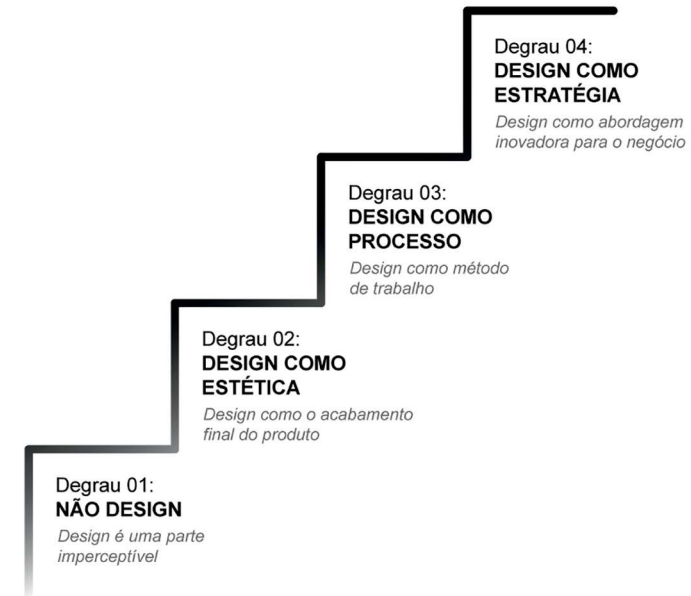 Degrau 04:
DESIGN COMO
ESTRATÉGIA
Design como abordagem
inovadora para o negócio
Degrau 03:
DESIGN COMO
PROCESSO
Design como método
de trabalho
Degrau 02:
DESIGN COMO
ESTÉTICA
Design como o acabamento
final do produto
Degrau 01:
NÃO DESIGN
Design é uma parte
imperceptível